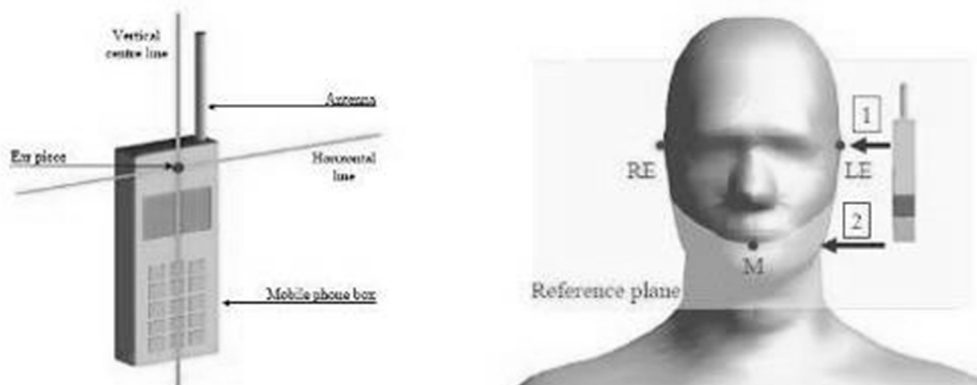 Vertical
centre line
Antenna
Ear piece
Horizontal
line
Mobile phone box
1
RE
LE
2
M
Reference plane